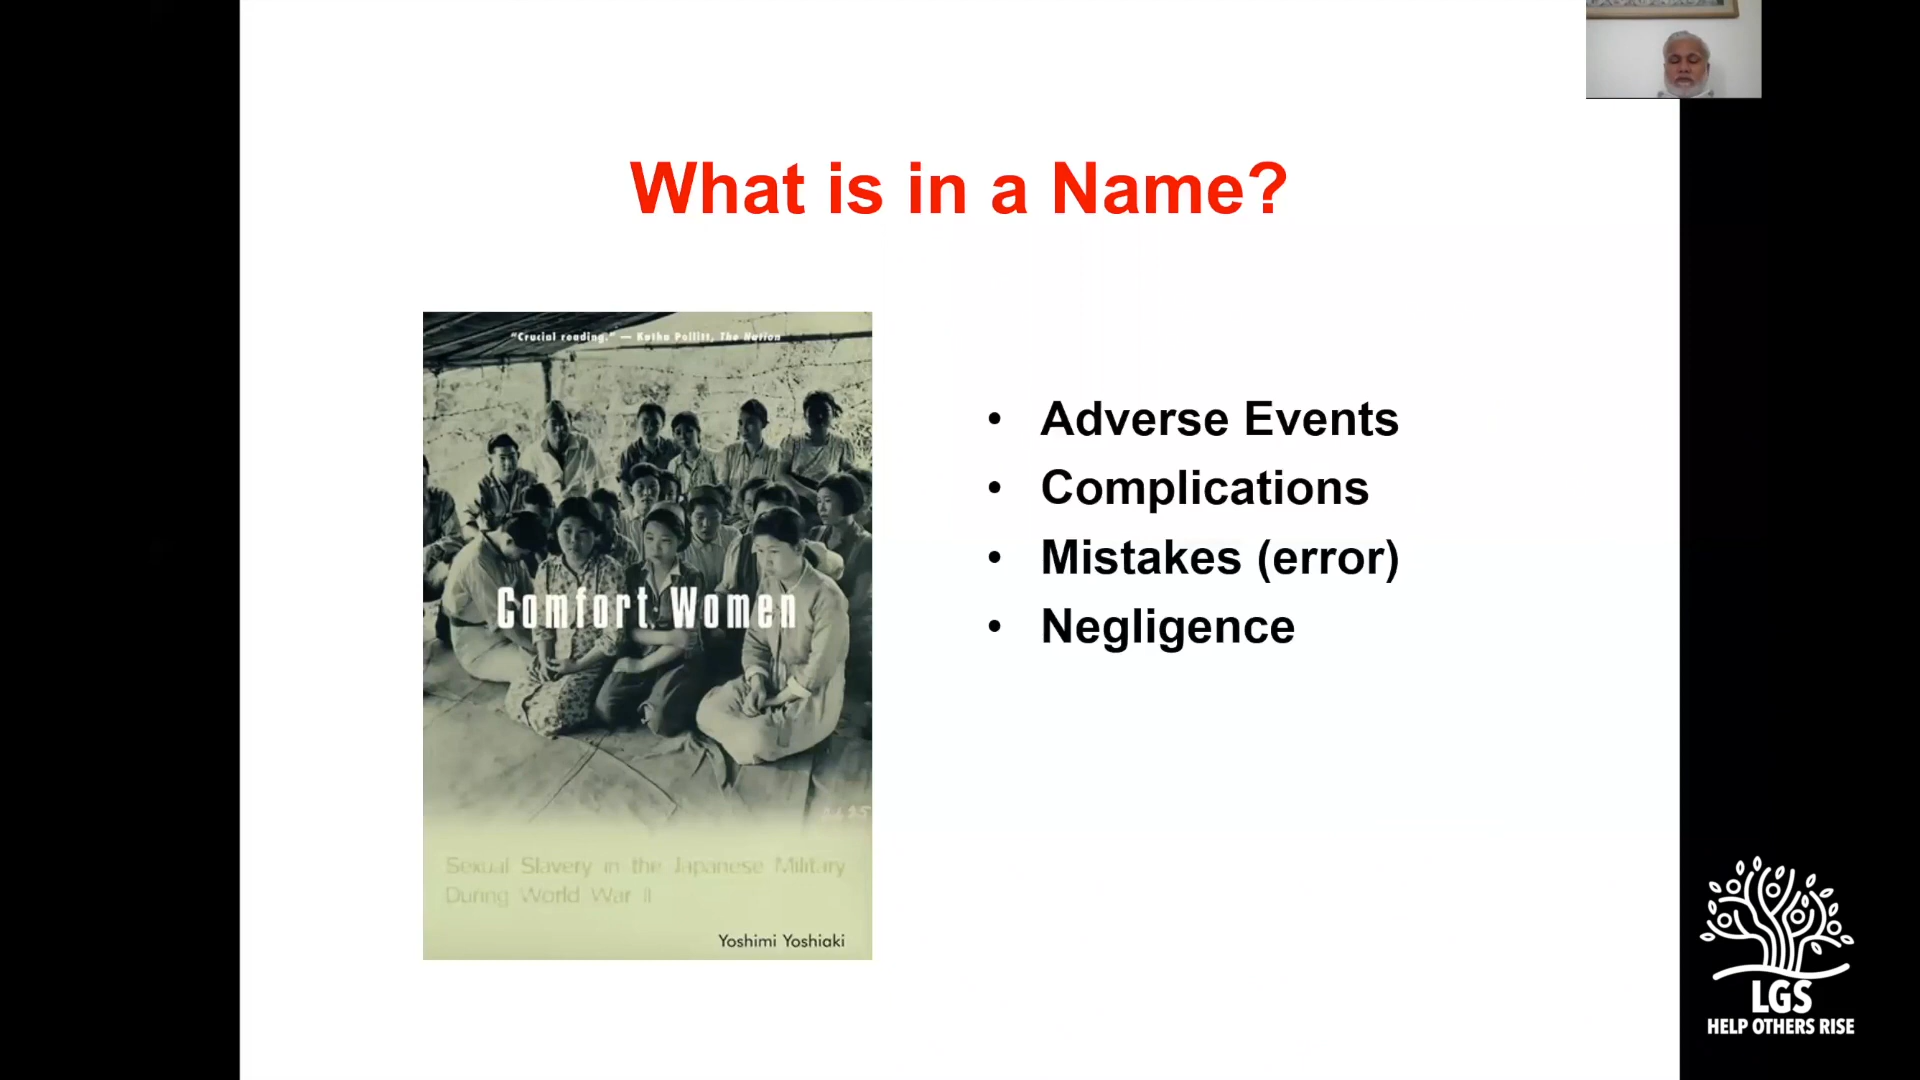 What is in a Name?
"Crucial reading." — Katha Pollitt, The Nation
Comfort Women
Sexual Slavery in the Japanese Military
During World War II
Yoshimi Yoshiaki
• Adverse Events
• Complications
• Mistakes (error)
• Negligence
LGS
HELP OTHERS RISE